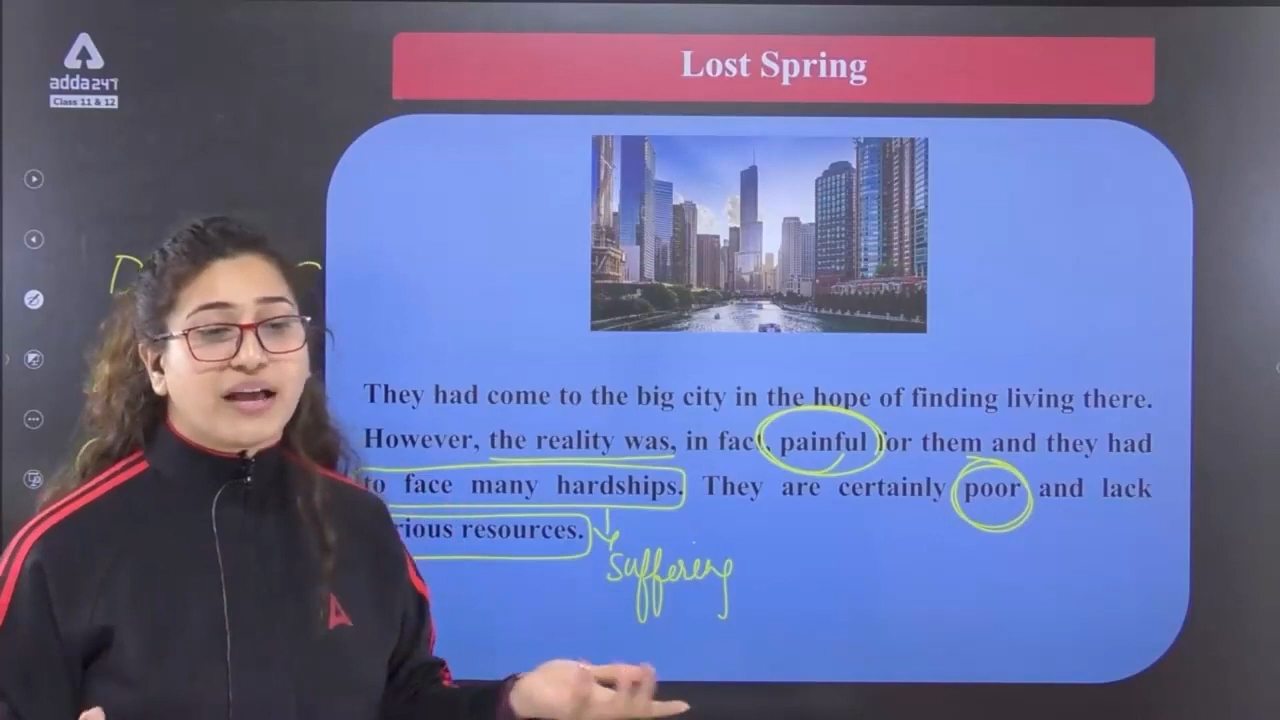 adda247
Class 11 & 12
Lost Spring
They had come to the big city in the hope of finding living there.
However, the reality was, in fact, painful for them and they had
to face many hardships. They are certainly poor and lack
resources.
suffering